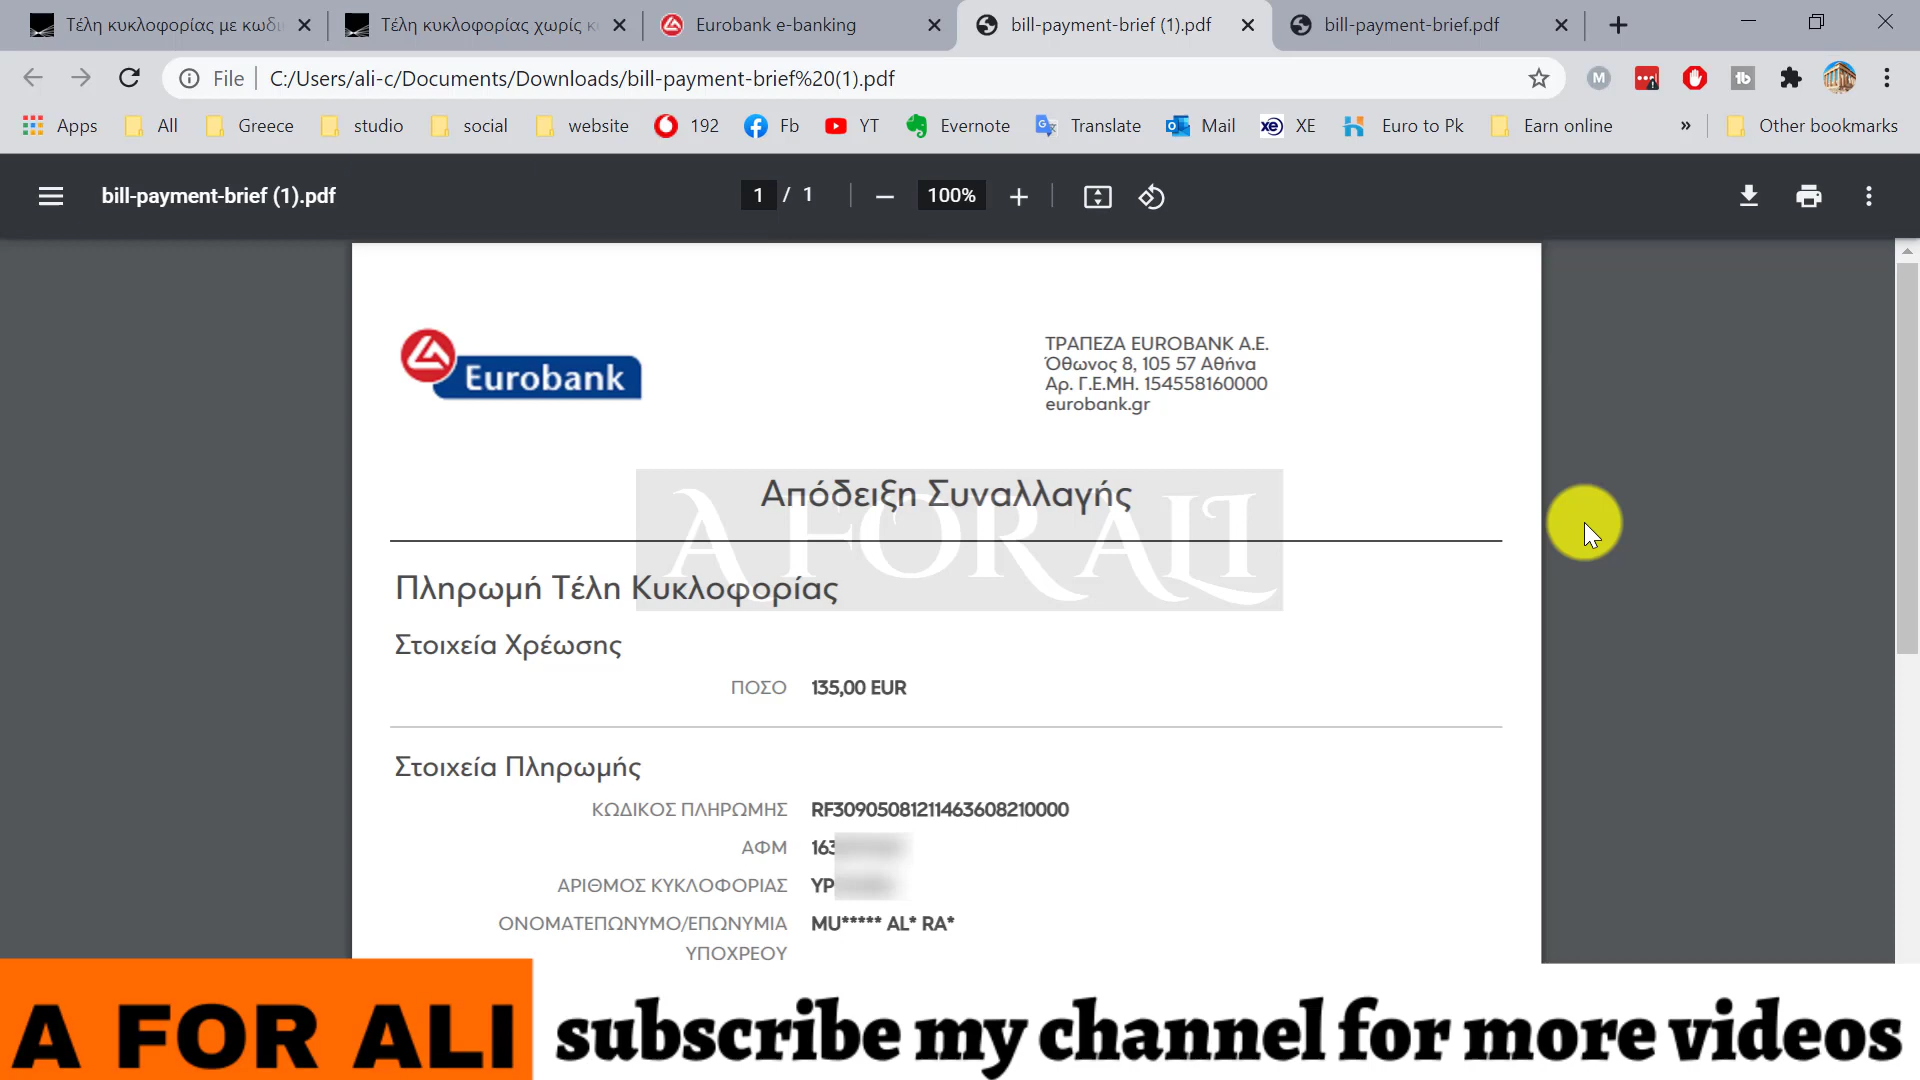 Τέλη κυκλοφορίας με κωδι
Τέλη κυκλοφορίας χωρίς κ
Eurobank e-banking
bill-payment-brief (1).pdf
bill-payment-brief.pdf
File
C:/Users/ali-c/Documents/Downloads/bill-payment-brief%20(1).pdf
Apps
All
Greece
studio
social
website
192
Fb
YT
Evernote
Translate
Mail
XE
Euro to Pk
Earn online
»
Other bookmarks
bill-payment-brief (1).pdf
1 / 1
100%
Eurobank
ΤΡΑΠΕΖΑ EUROBANK Α.Ε.
Όθωνος 8, 105 57 Αθήνα
Αρ. Γ.Ε.ΜΗ. 154558160000
eurobank.gr
Απόδειξη Συναλλαγής
A FOR ALI
Πληρωμή Τέλη Κυκλοφορίας
Στοιχεία Χρέωσης
ΠΟΣΟ 135,00 EUR
Στοιχεία Πληρωμής
ΚΩΔΙΚΟΣ ΠΛΗΡΩΜΗΣ RF30905081211463608210000
ΑΦΜ 163
ΑΡΙΘΜΟΣ ΚΥΚΛΟΦΟΡΙΑΣ YP
ΟΝΟΜΑΤΕΠΩΝΥΜΟ/ΕΠΩΝΥΜΙΑ MU***** AL* RA*
ΥΠΟΧΡΕΟΥ
A FOR ALI
subscribe my channel for more videos